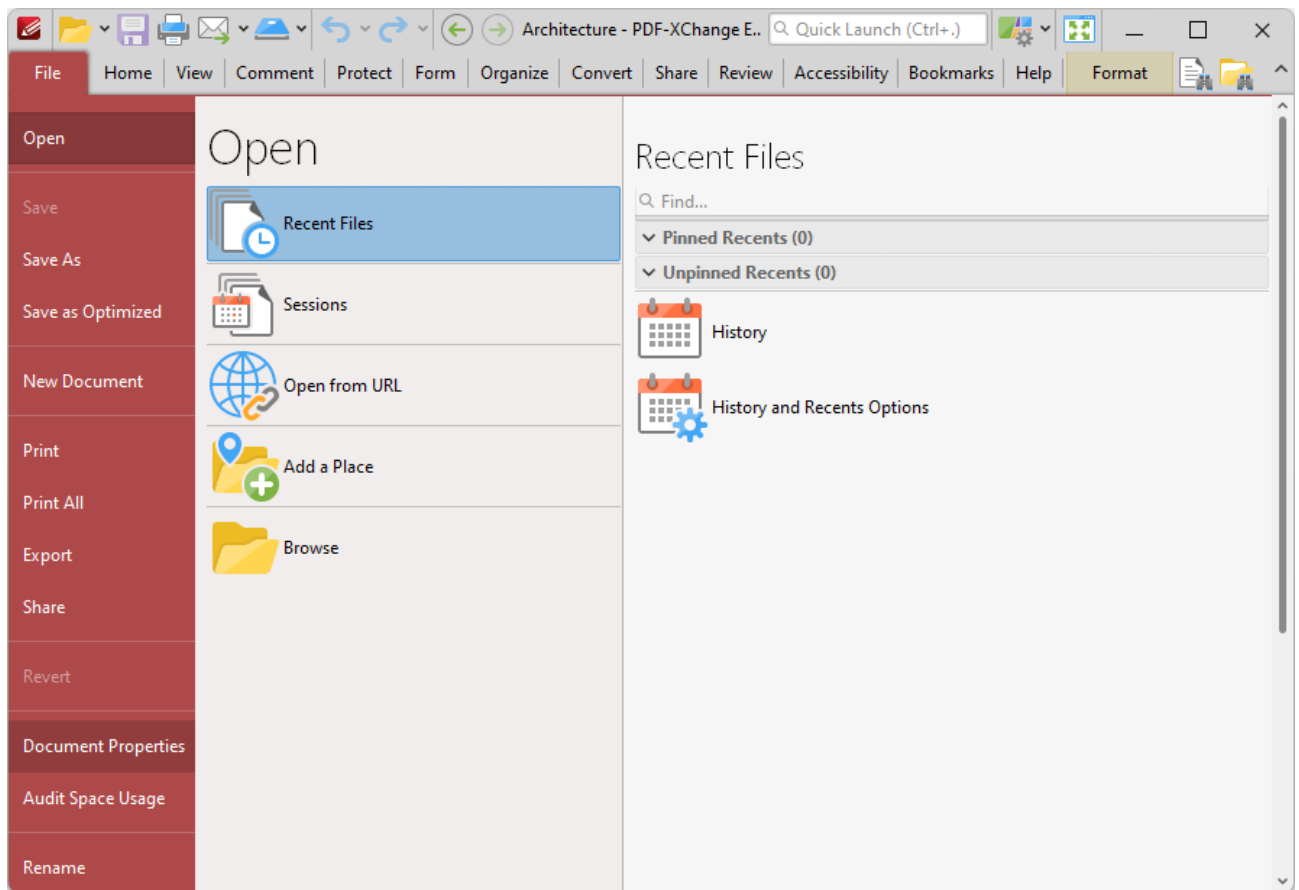 Architecture - PDF-XChange E..
Quick Launch (Ctrl+.)
File Home View Comment Protect Form Organize Convert Share Review Accessibility Bookmarks Help Format
Open
Save
Save As
Save as Optimized
New Document
Print
Print All
Export
Share
Revert
Document Properties
Audit Space Usage
Rename
Open
Recent Files
Sessions
Open from URL
Add a Place
Browse
Recent Files
Find...
Pinned Recents (0)
Unpinned Recents (0)
History
History and Recents Options